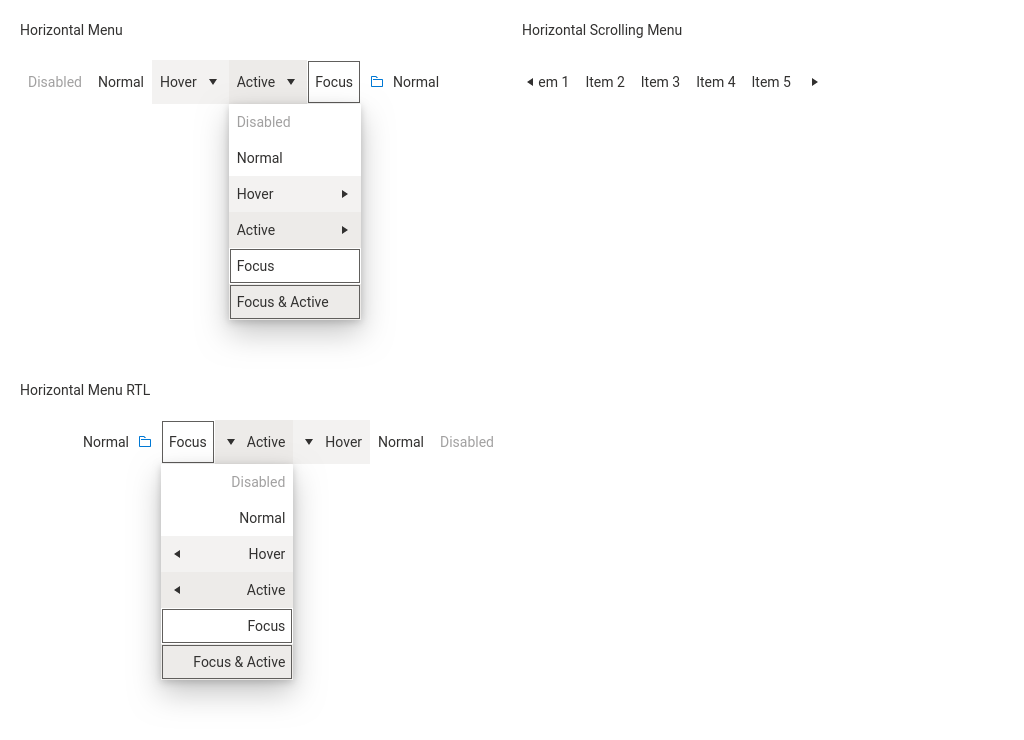 Horizontal Menu
Disabled Normal Hover Active Focus Normal
Disabled
Normal
Hover
Active
Focus
Focus & Active
Horizontal Scrolling Menu
em 1 Item 2 Item 3 Item 4 Item 5
Horizontal Menu RTL
Normal Focus Active Hover Normal Disabled
Disabled
Normal
Hover
Active
Focus
Focus & Active